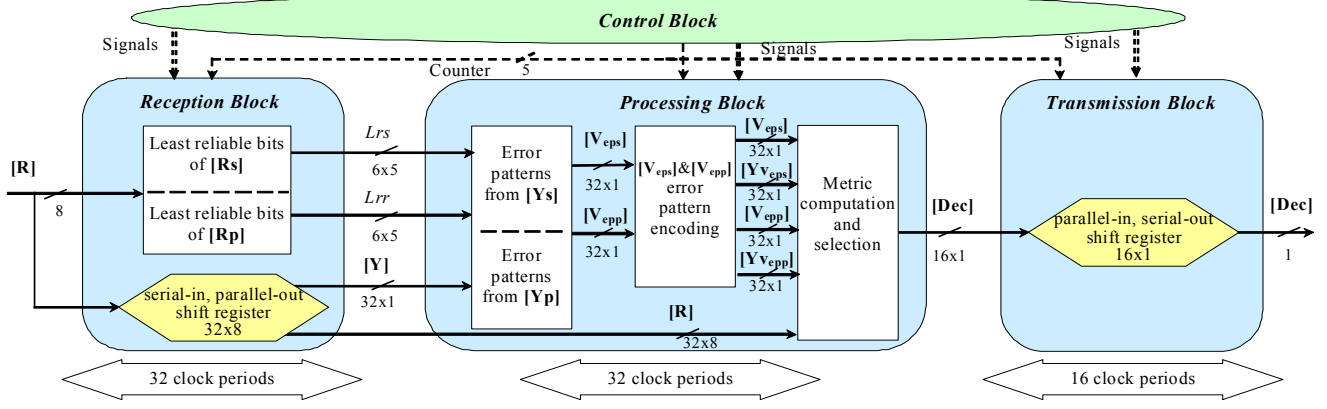 Control Block
Signals
Signals
Signals
Counter
5
Reception Block
Processing Block
Transmission Block
[R]
8
Least reliable bits
of [Rs]
Least reliable bits
of [Rp]
serial-in, parallel-out
shift register
32x8
Lrs
6x5
Lrr
6x5
[Y]
32x1
Error
patterns
from [Ys]
Error
patterns
from [Yp]
[Veps]
32x1
[Vepp]
32x1
[Veps]&[Vepp]
error
pattern
encoding
[Veps]
32x1
[Yveps]
32x1
[Vepp]
32x1
[Yvepp]
32x1
[R]
32x8
Metric
computation
and
selection
[Dec]
16x1
parallel-in, serial-out
shift register
16x1
[Dec]
1
32 clock periods
32 clock periods
16 clock periods